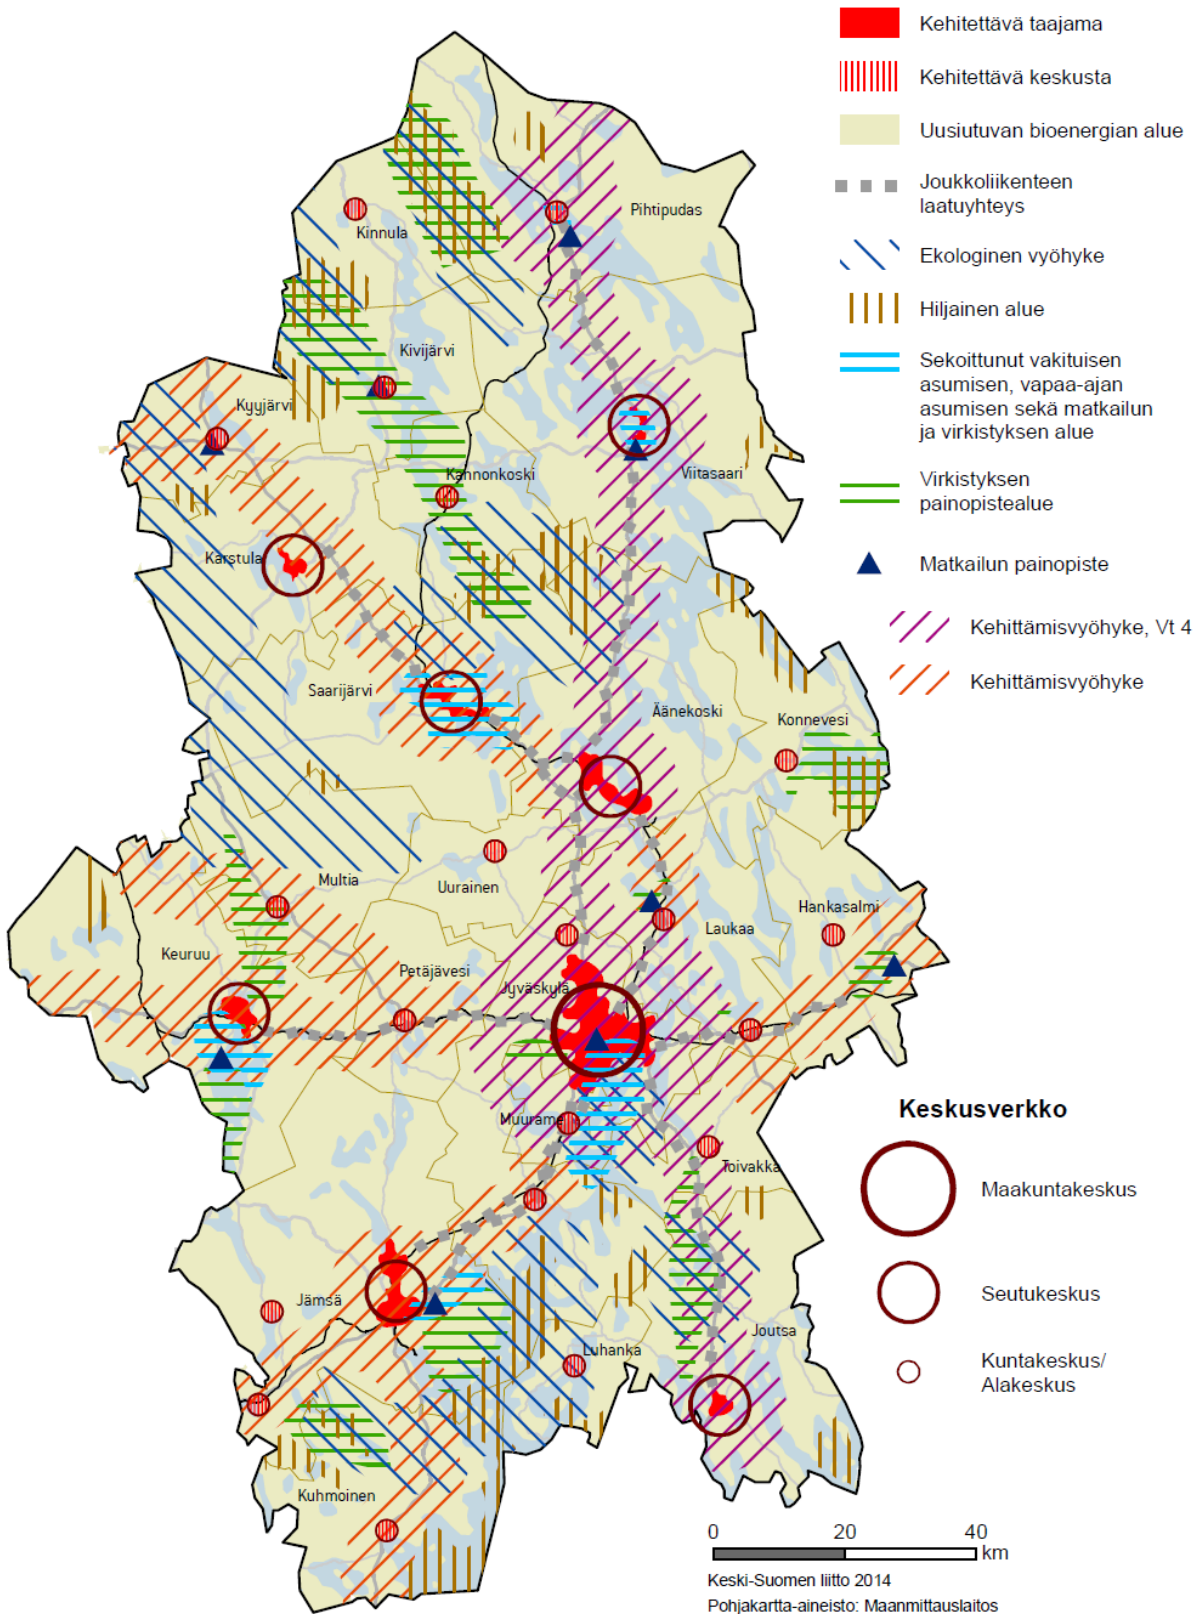 Kehitettävä taajama
Kehitettävä keskusta
Uusiutuvan bioenergian alue
Joukkoliikenteen
laatuyhteys
Ekologinen vyöhyke
Hiljainen alue
Sekoittunut vakituisen
asumisen, vapaa-ajan
asumisen sekä matkailun
ja virkistyksen alue
Virkistyksen
painopistealue
Matkailun painopiste
Kehittämisvyöhyke, Vt 4
Kehittämisvyöhyke
Pihtipudas
Kinnula
Kivijärvi
Kyyjärvi
Kannonkoski
Viitasaari
Karstula
Saarijärvi
Äänekoski
Konnevesi
Multia
Uurainen
Hankasalmi
Laukaa
Keuruu
Petäjävesi
Jyväskylä
Muurame
Toivakka
Jämsä
Luhanka
Joutsa
Kuhmoinen
Keskusverkko
Maakuntakeskus
Seutukeskus
Kuntakeskus/
Alakeskus
0 20 40
km
Keski-Suomen liitto 2014
Pohjakartta-aineisto: Maanmittauslaitos